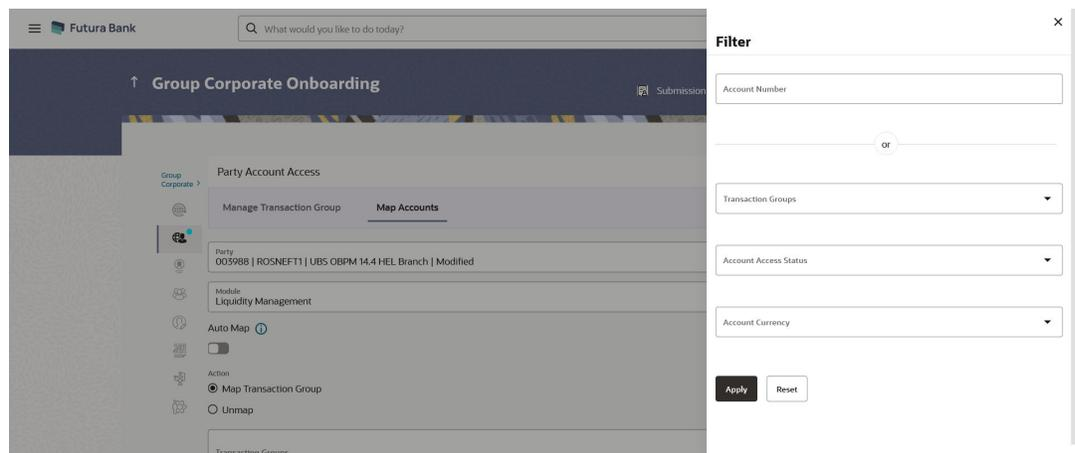 Futura Bank
What would you like to do today?
Group Corporate Onboarding
Submission
Group
Corporate >
Party Account Access
Manage Transaction Group
Map Accounts
Party
003988 | ROSNEFT1 | UBS OBPM 14.4 HEL Branch | Modified
Module
Liquidity Management
Auto Map
Action
Map Transaction Group
Unmap
Transaction Groups
Filter
Account Number
or
Transaction Groups
Account Access Status
Account Currency
Apply
Reset